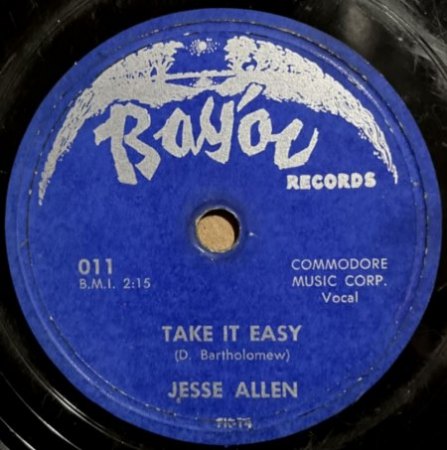 Bayou
RECORDS
011
B.M.I. 2:15
COMMODORE
MUSIC CORP.
Vocal
TAKE IT EASY
(D. Bartholomew)
JESSE ALLEN